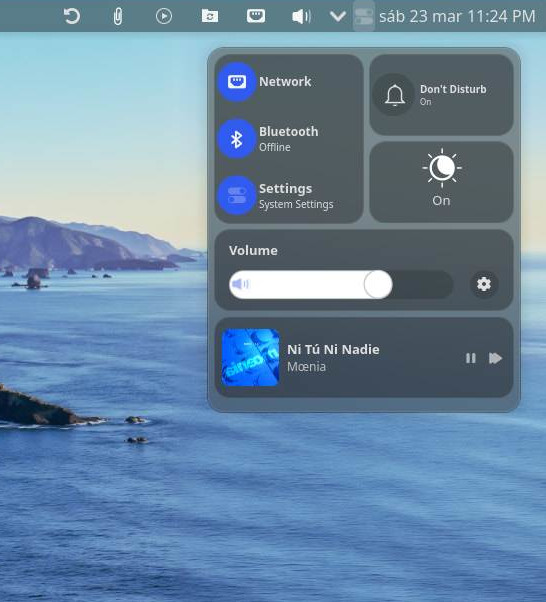 sáb 23 mar 11:24 PM
Network
Bluetooth
Offline
Settings
System Settings
Don't Disturb
On
On
Volume
Ni Tú Ni Nadie
Mœnia